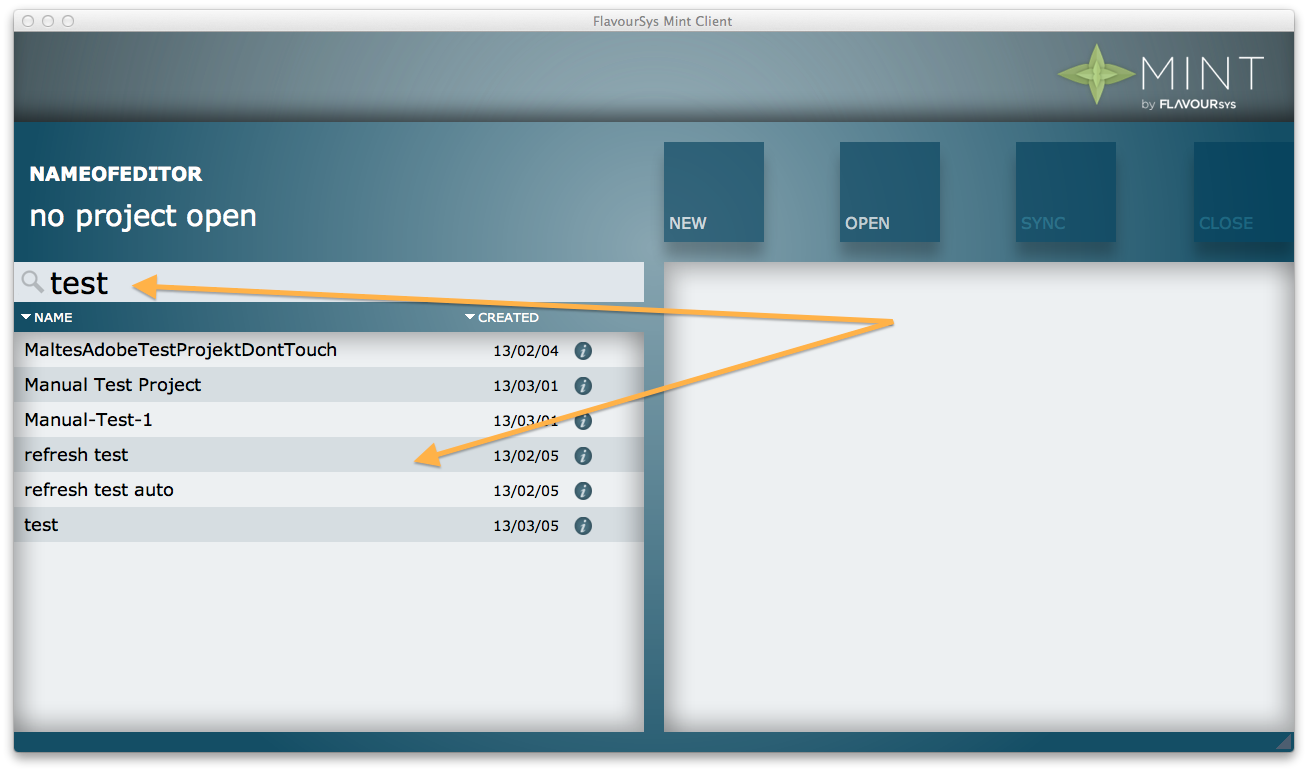 FlavourSys Mint Client
MINT
by FLAVOURSYS
NAMEOFEDITOR
no project open
NEW
OPEN
SYNC
CLOSE
test
NAME CREATED
MaltesAdobeTestProjektDontTouch 13/02/04 i
Manual Test Project 13/03/01 i
Manual-Test-1 13/03/01 i
refresh test 13/02/05 i
refresh test auto 13/02/05 i
test 13/03/05 i